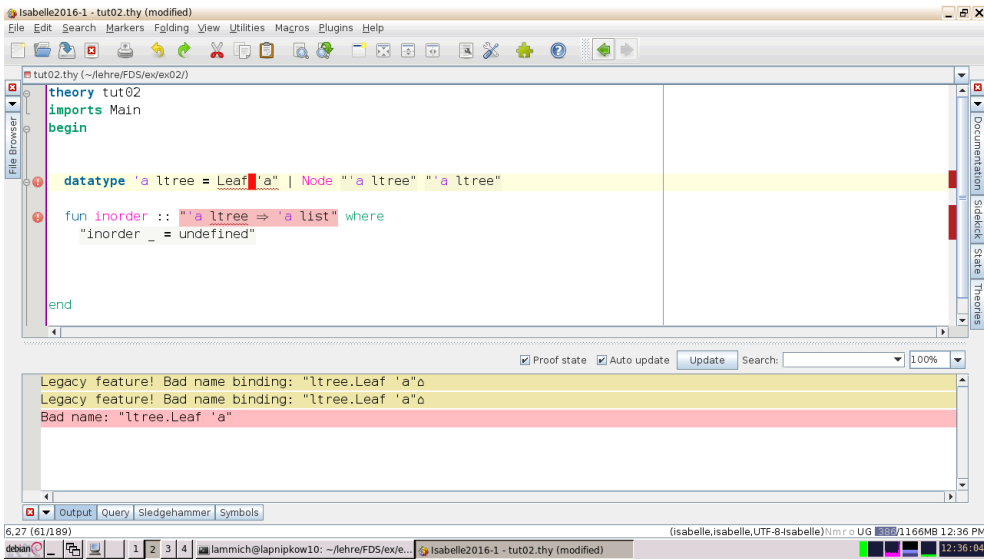 Isabelle2016-1 - tut02.thy (modified)
File Edit Search Markers Folding View Utilities Macros Plugins Help
tut02.thy (~/lehre/FDS/ex/ex02/)
File Browser
Documentation
Sidekick
State
Theories
theory tut02
imports Main
begin
datatype 'a ltree = Leaf 'a" | Node "'a ltree" "'a ltree"
fun inorder :: "'a ltree ⇒ 'a list" where
"inorder _ = undefined"
end
Proof state Auto update Update Search: 100%
Legacy feature! Bad name binding: "ltree.Leaf 'a"⌂
Legacy feature! Bad name binding: "ltree.Leaf 'a"⌂
Bad name: "ltree.Leaf 'a"
Output Query Sledgehammer Symbols
6,27 (61/189) (isabelle,isabelle,UTF-8-Isabelle)Nmr o UG 386/1166MB 12:36 PM
debian 1 2 3 4 lammich@lapnipkow10: ~/lehre/FDS/ex/e... Isabelle2016-1 - tut02.thy (modified) 12:36:04